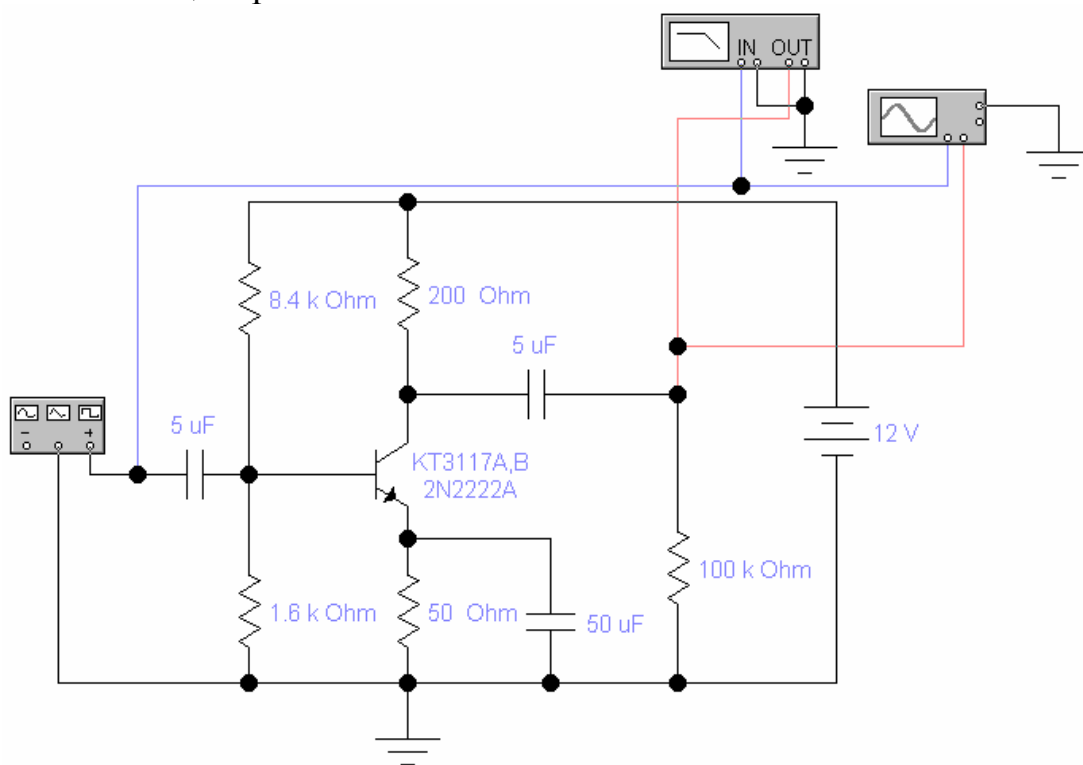 IN OUT
8.4 k Ohm
200 Ohm
5 uF
5 uF
12 V
KT3117A,B
2N2222A
100 k Ohm
1.6 k Ohm
50 Ohm
50 uF